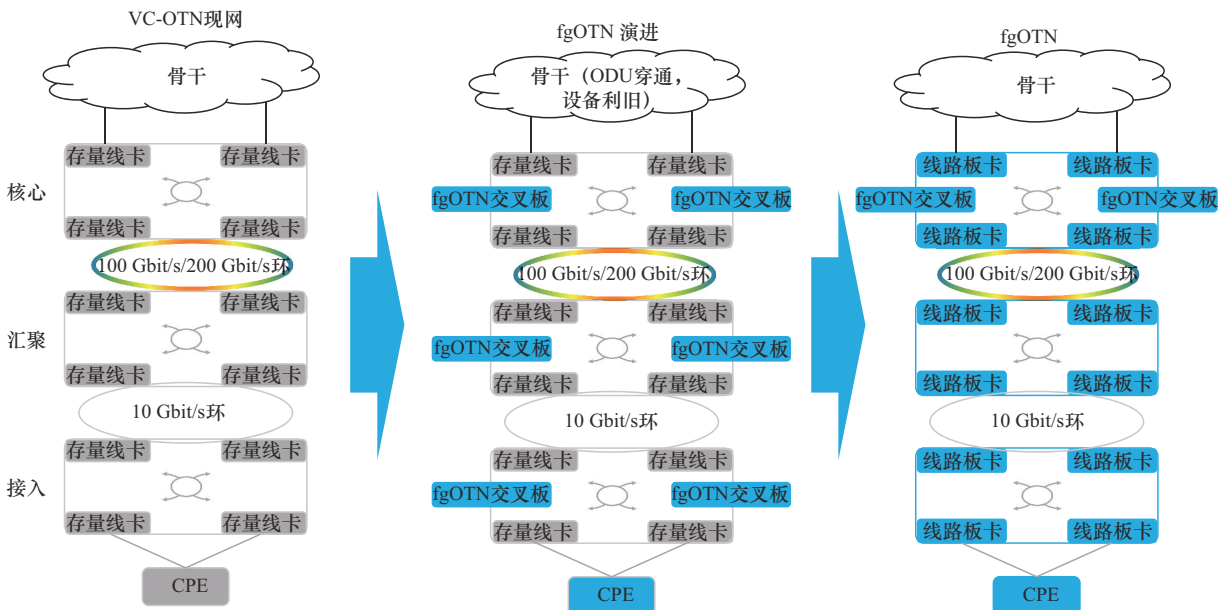 VC-OTN现网
fgOTN 演进
fgOTN
骨干
骨干（ODU穿通，
设备利旧）
骨干
核心
存量线卡 存量线卡
存量线卡 存量线卡
100 Gbit/s/200 Gbit/s环
汇聚
存量线卡 存量线卡
存量线卡 存量线卡
10 Gbit/s环
接入
存量线卡 存量线卡
存量线卡 存量线卡
CPE
存量线卡 存量线卡
fgOTN交叉板 fgOTN交叉板
存量线卡 存量线卡
100 Gbit/s/200 Gbit/s环
存量线卡 存量线卡
fgOTN交叉板 fgOTN交叉板
存量线卡 存量线卡
10 Gbit/s环
存量线卡 存量线卡
fgOTN交叉板 fgOTN交叉板
存量线卡 存量线卡
CPE
线路板卡 线路板卡
fgOTN交叉板 fgOTN交叉板
线路板卡 线路板卡
100 Gbit/s/200 Gbit/s环
线路板卡 线路板卡
线路板卡 线路板卡
10 Gbit/s环
线路板卡 线路板卡
线路板卡 线路板卡
CPE